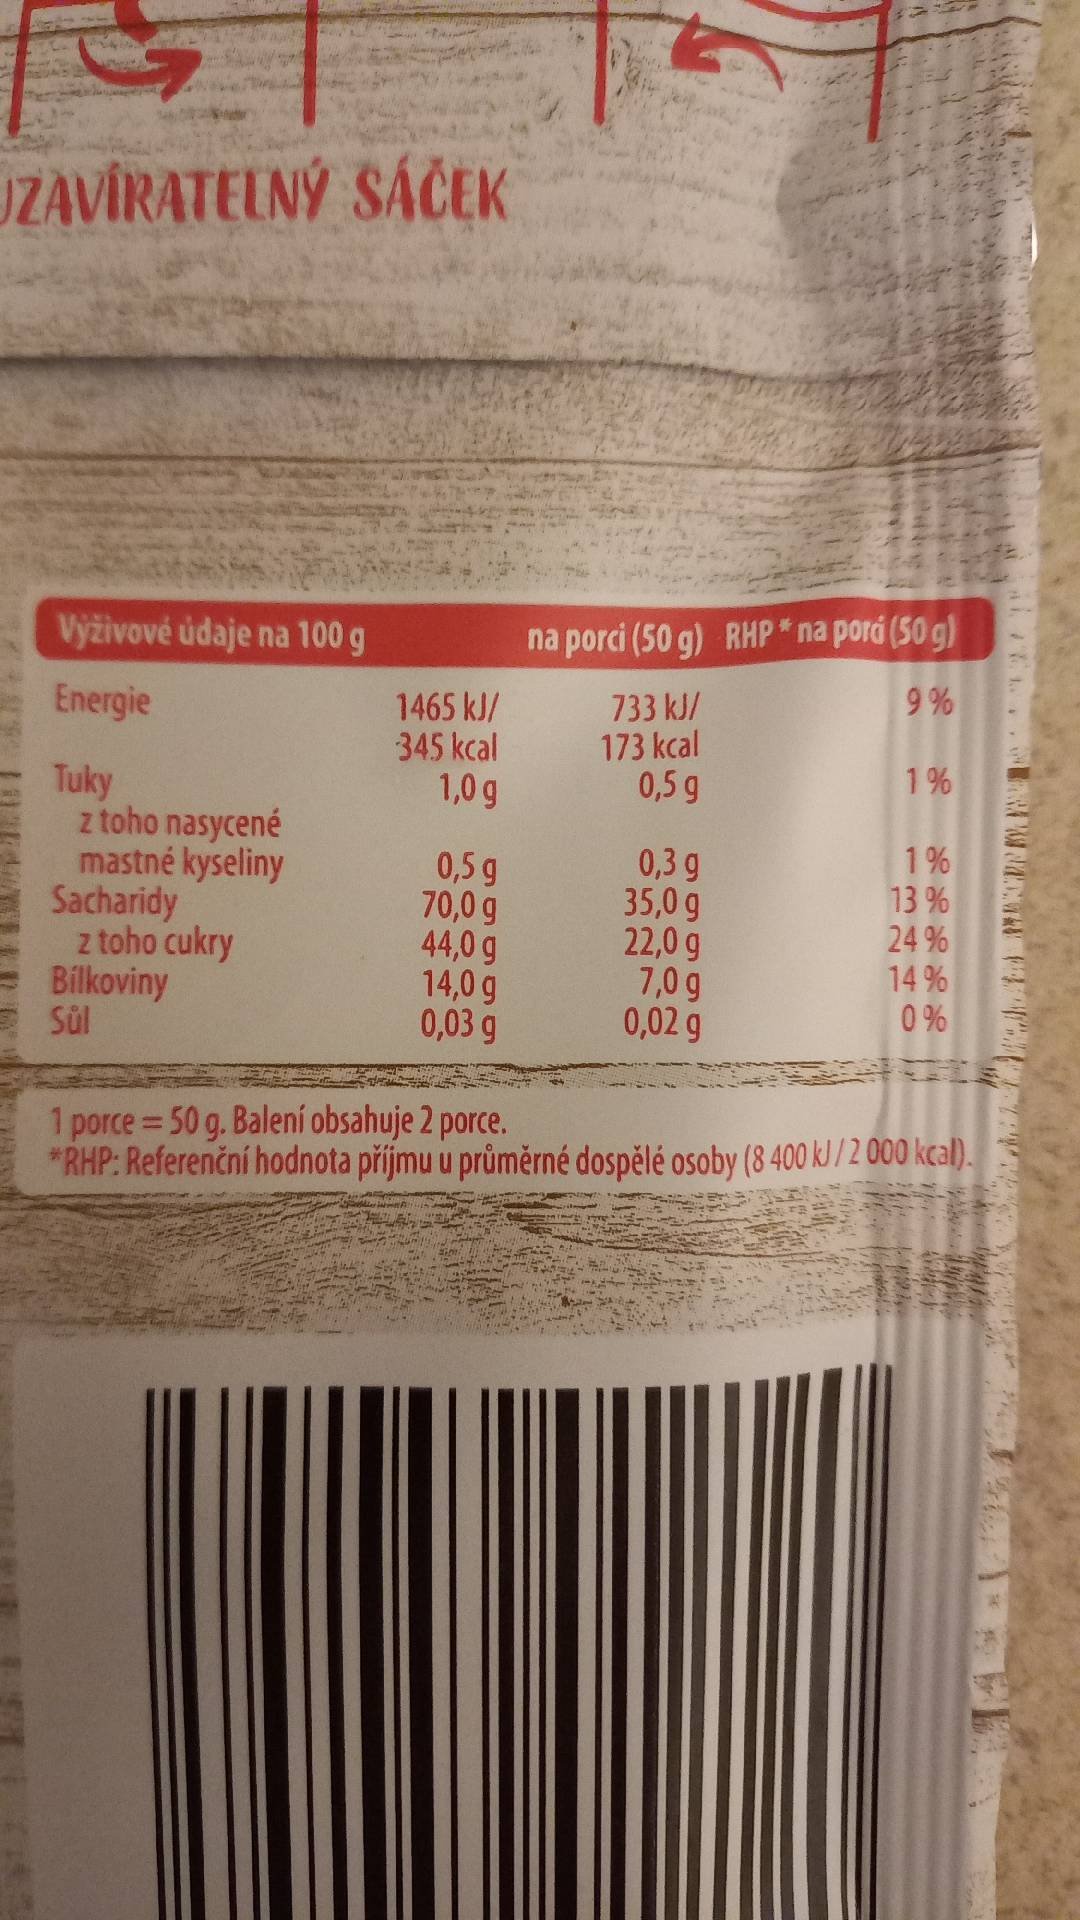 UZAVÍRATELNÝ SÁČEK
Výživové údaje na 100 g na porci (50 g) RHP* na porci (50 g)
Energie 1465 kJ/ 733 kJ/ 9 %
345 kcal 173 kcal
Tuky 1,0 g 0,5 g 1 %
z toho nasycené
mastné kyseliny 0,5 g 0,3 g 1 %
Sacharidy 70,0 g 35,0 g 13 %
z toho cukry 44,0 g 22,0 g 24 %
Bílkoviny 14,0 g 7,0 g 14 %
Sůl 0,03 g 0,02 g 0 %
1 porce = 50 g. Balení obsahuje 2 porce.
*RHP: Referenční hodnota příjmu u průměrné dospělé osoby (8 400 kJ / 2 000 kcal).